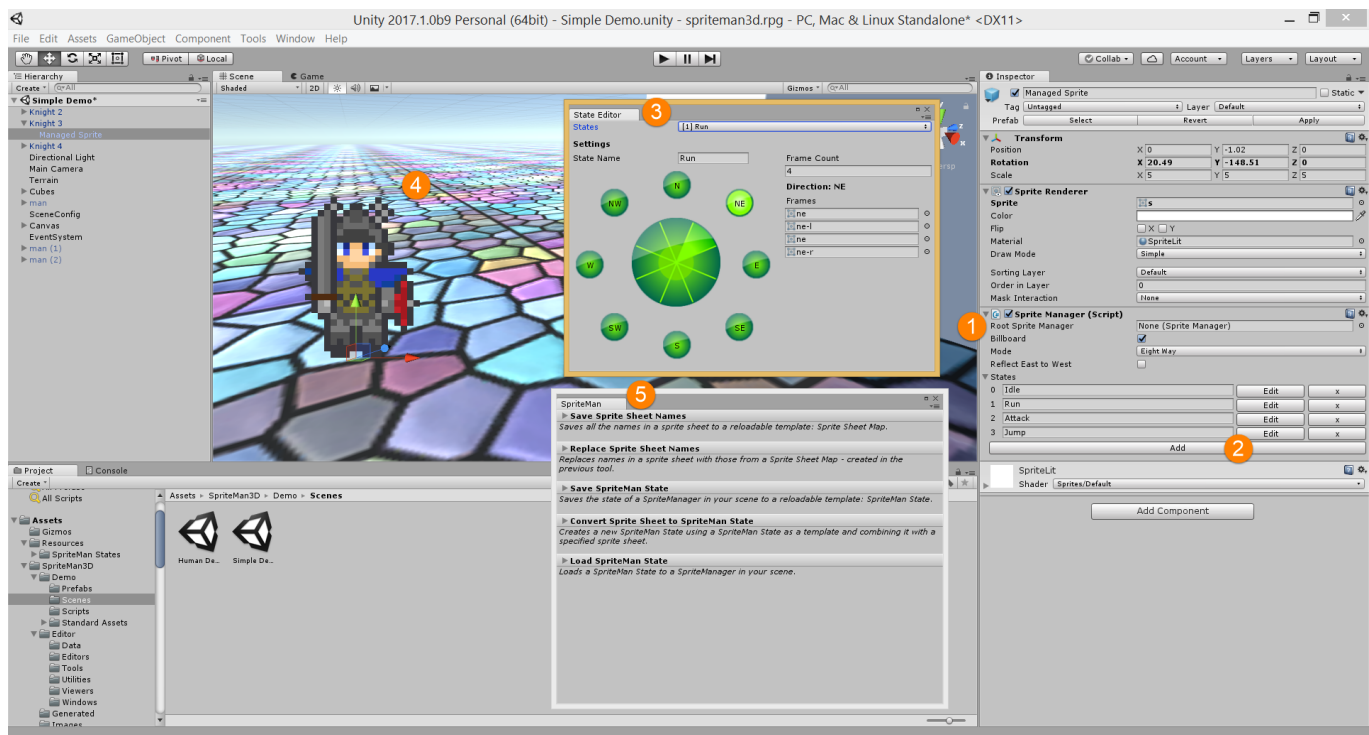 Unity 2017.1.0b9 Personal (64bit) - Simple Demo.unity - spriteman3d.rpg - PC, Mac & Linux Standalone* <DX11>
File Edit Assets GameObject Component Tools Window Help
Pivot Local
Collab Account Layers Layout
Hierarchy
Create All
Simple Demo*
Knight 2
Knight 3
Managed Sprite
Knight 4
Directional Light
Main Camera
Terrain
Cubes
man
SceneConfig
Canvas
EventSystem
man (1)
man (2)
Scene Game
Shaded 2D Gizmos All
4
State Editor 3
States [1] Run
Settings
State Name Run Frame Count
4
Direction: NE
Frames
ne
ne-l
ne
ne-r
N
NW NE
W E
SW SE
S
SpriteMan 5
Save Sprite Sheet Names
Saves all the names in a sprite sheet to a reloadable template: Sprite Sheet Map.
Replace Sprite Sheet Names
Replaces names in a sprite sheet with those from a Sprite Sheet Map - created in the
previous tool.
Save SpriteMan State
Saves the state of a SpriteManager in your scene to a reloadable template: SpriteMan State.
Convert Sprite Sheet to SpriteMan State
Creates a new SpriteMan State using a SpriteMan State as a template and combining it with a
specified sprite sheet.
Load SpriteMan State
Loads a SpriteMan State to a SpriteManager in your scene.
Inspector
Managed Sprite Static
Tag Untagged Layer Default
Prefab Select Revert Apply
Transform
Position X 0 Y -1.02 Z 0
Rotation X 20.49 Y -148.51 Z 0
Scale X 5 Y 5 Z 5
Sprite Renderer
Sprite s
Color
Flip X Y
Material SpriteLit
Draw Mode Simple
Sorting Layer Default
Order in Layer 0
Mask Interaction None
Sprite Manager (Script)
1 Root Sprite Manager None (Sprite Manager)
Billboard
Mode Eight Way
Reflect East to West
States
0 Idle Edit x
1 Run Edit x
2 Attack Edit x
3 Jump Edit x
Add 2
SpriteLit
Shader Sprites/Default
Add Component
Project Console
Create
All Scripts
Assets
Gizmos
Resources
SpriteMan States
SpriteMan3D
Demo
Prefabs
Scenes
Scripts
Standard Assets
Editor
Data
Editors
Tools
Utilities
Viewers
Windows
Generated
Images
Assets SpriteMan3D Demo Scenes
Human De... Simple De...